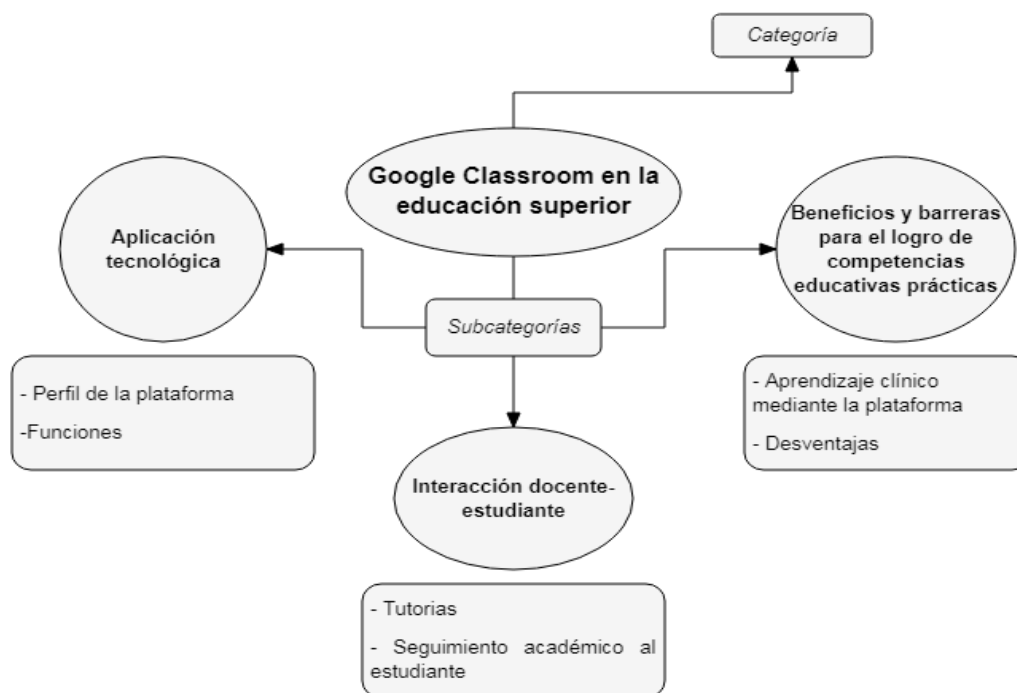 Categoría
Google Classroom en la
educación superior
Aplicación
tecnológica
Beneficios y barreras
para el logro de
competencias
educativas prácticas
Subcategorías
- Perfil de la plataforma
-Funciones
- Aprendizaje clínico
mediante la plataforma
- Desventajas
Interacción docente-
estudiante
- Tutorias
- Seguimiento académico al
estudiante